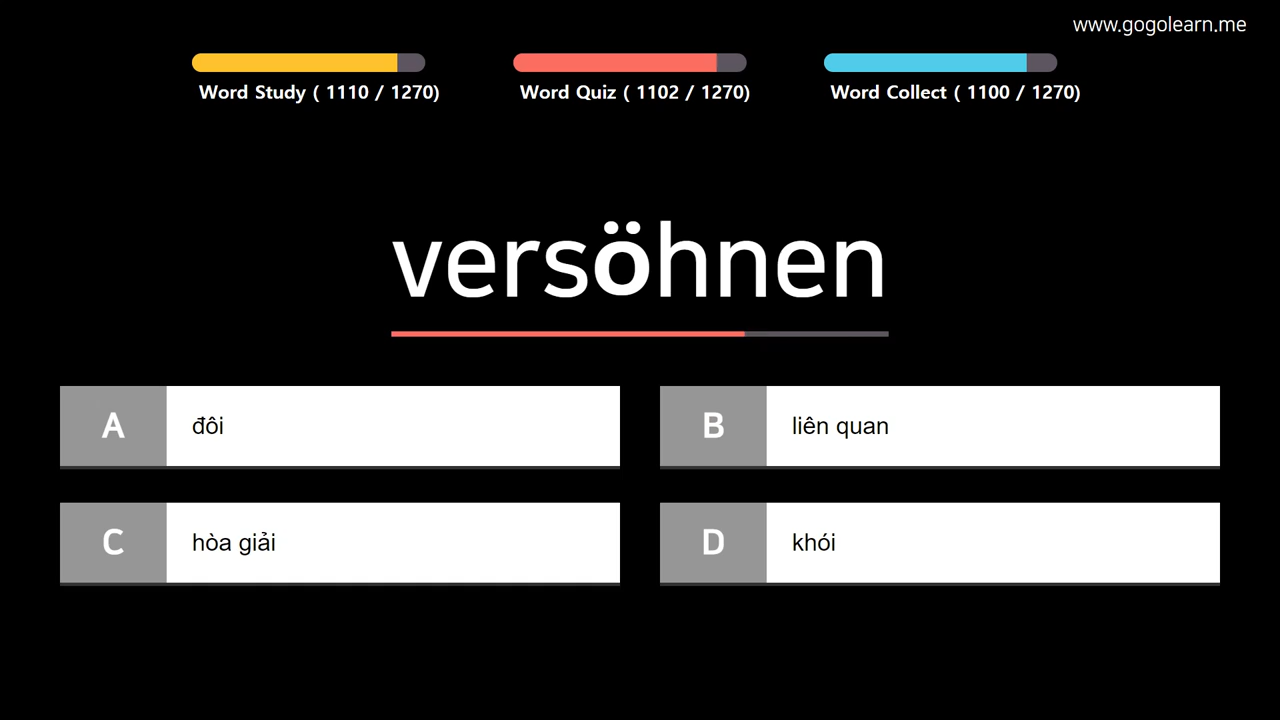 www.gogolearn.me
Word Study ( 1110 / 1270)
Word Quiz ( 1102 / 1270)
Word Collect ( 1100 / 1270)
versöhnen
A đôi
B liên quan
C hòa giải
D khói